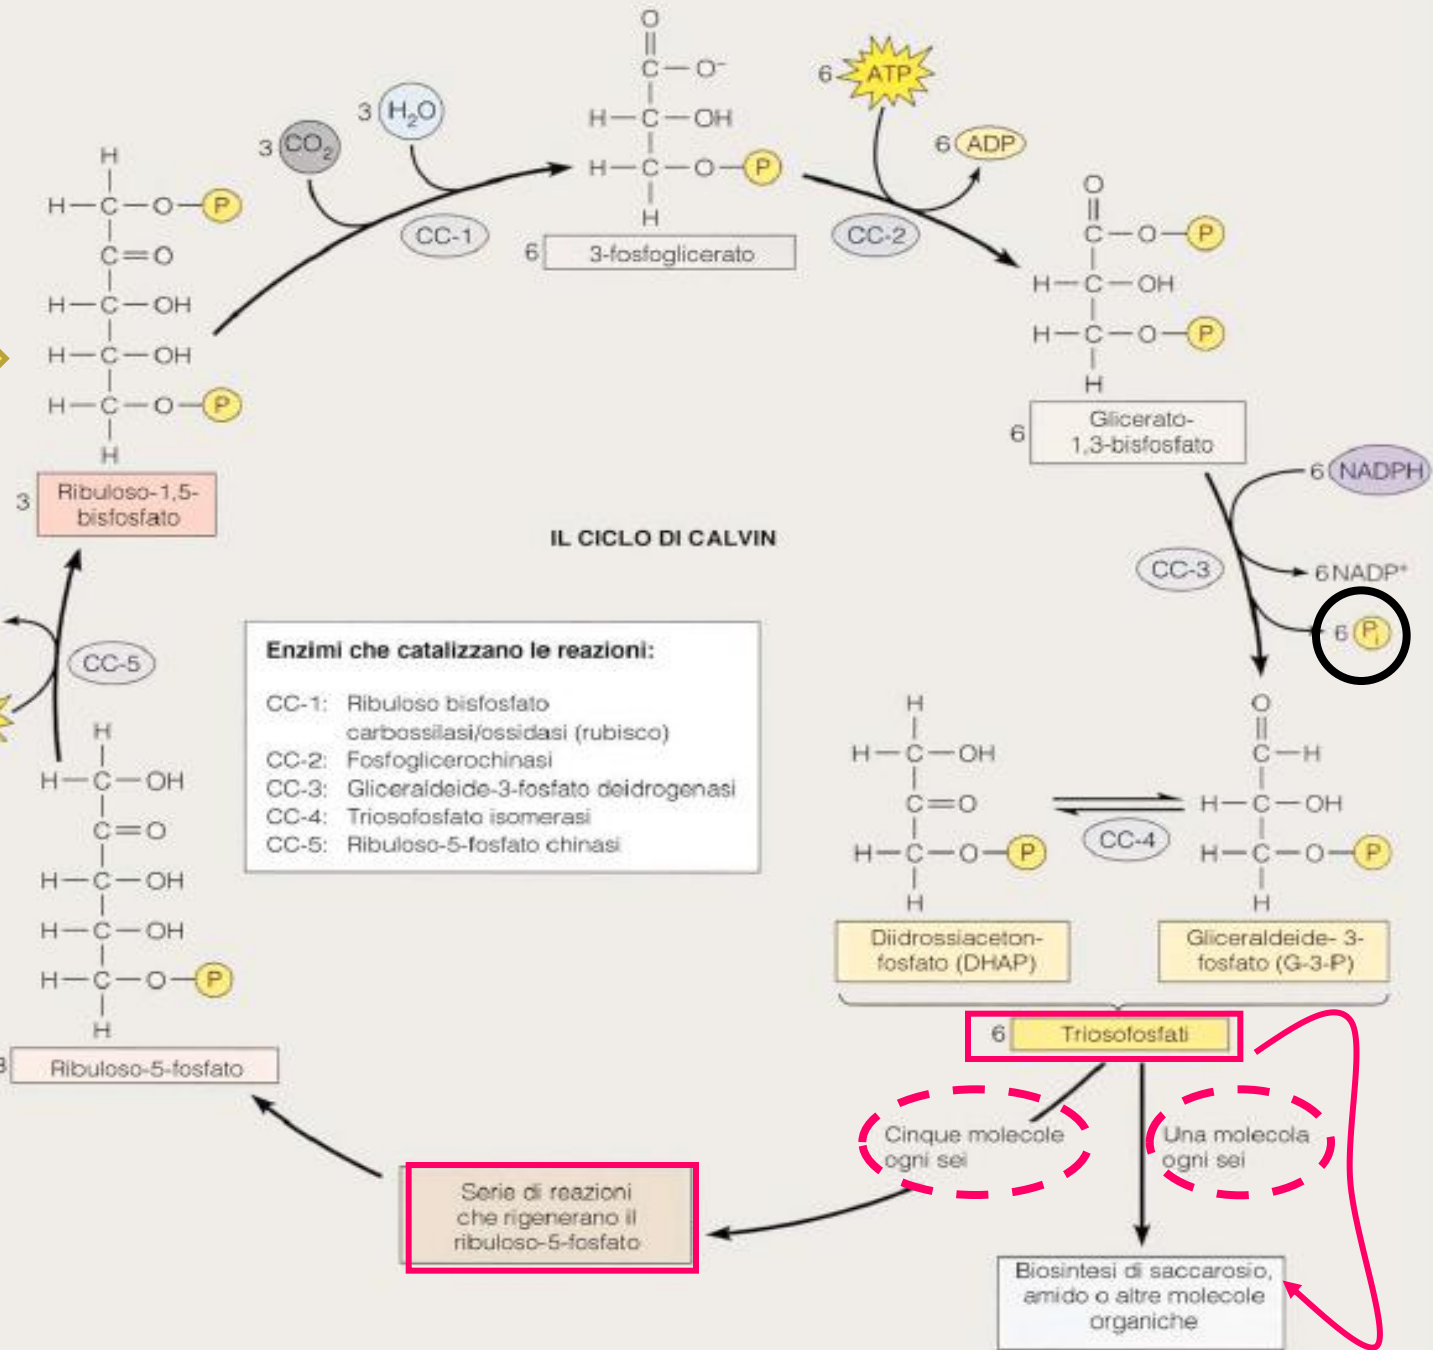 O
C—O⁻
H—C—OH
H—C—O—P
H
6 3-fosfoglicerato
3 CO₂
3 H₂O
CC-1
6 ATP
6 ADP
CC-2
H
H—C—O—P
C=O
H—C—OH
H—C—OH
H—C—O—P
H
3 Ribuloso-1,5-
bisfosfato
O
C—O—P
H—C—OH
H—C—O—P
H
6 Glicerato-
1,3-bisfosfato
6 NADPH
CC-3
6 NADP⁺
6 Pi
IL CICLO DI CALVIN
Enzimi che catalizzano le reazioni:
CC-1: Ribuloso bisfosfato
carbossilasi/ossidasi (rubisco)
CC-2: Fosfoglicerochinasi
CC-3: Gliceraldeide-3-fosfato deidrogenasi
CC-4: Triosofosfato isomerasi
CC-5: Ribuloso-5-fosfato chinasi
CC-5
H
H—C—OH
C=O
H—C—OH
H—C—OH
H—C—O—P
H
3 Ribuloso-5-fosfato
H
H—C—OH
C=O
H—C—O—P
H
Diidrossiaceton-
fosfato (DHAP)
CC-4
O
C—H
H—C—OH
H—C—O—P
H
Gliceraldeide- 3-
fosfato (G-3-P)
6 Triosofosfati
Cinque molecole
ogni sei
Una molecola
ogni sei
Serie di reazioni
che rigenerano il
ribuloso-5-fosfato
Biosintesi di saccarosio,
amido o altre molecole
organiche